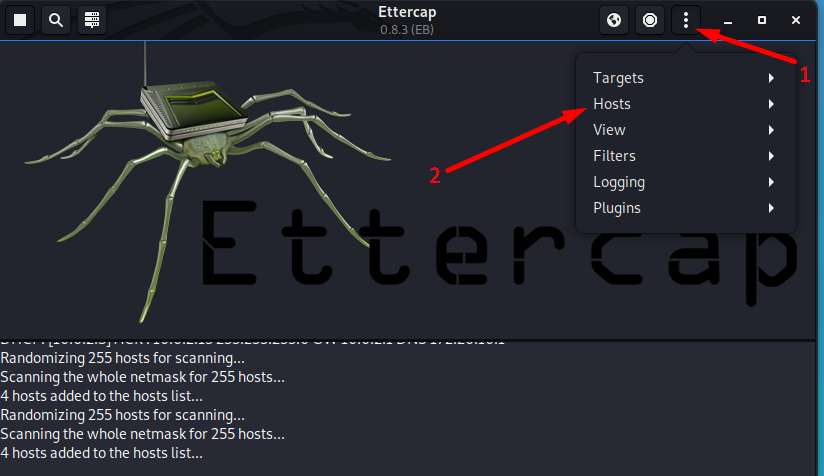 Ettercap
0.8.3 (EB)
1
Targets
Hosts
2
View
Filters
Logging
Plugins
Ettercap
Randomizing 255 hosts for scanning...
Scanning the whole netmask for 255 hosts...
4 hosts added to the hosts list...
Randomizing 255 hosts for scanning...
Scanning the whole netmask for 255 hosts...
4 hosts added to the hosts list...